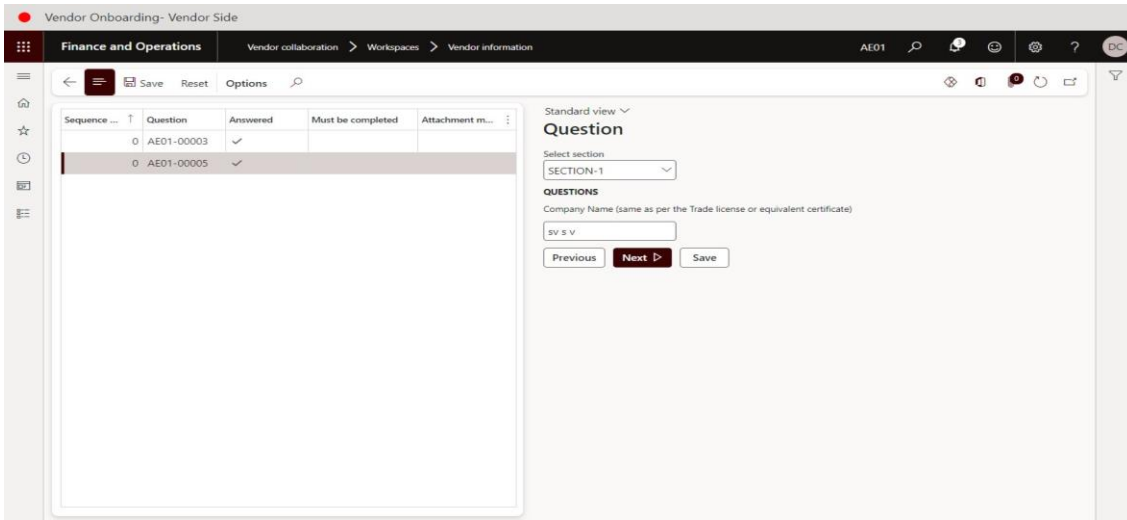 Vendor Onboarding- Vendor Side
Finance and Operations
Vendor collaboration > Workspaces > Vendor information
AE01
3
?
DC
Save
Reset
Options
0
Sequence ... ↑ Question Answered Must be completed Attachment m...
0 AE01-00003 ✓
0 AE01-00005 ✓
Standard view
Question
Select section
SECTION-1
QUESTIONS
Company Name (same as per the Trade license or equivalent certificate)
sv s v
Previous
Next
Save